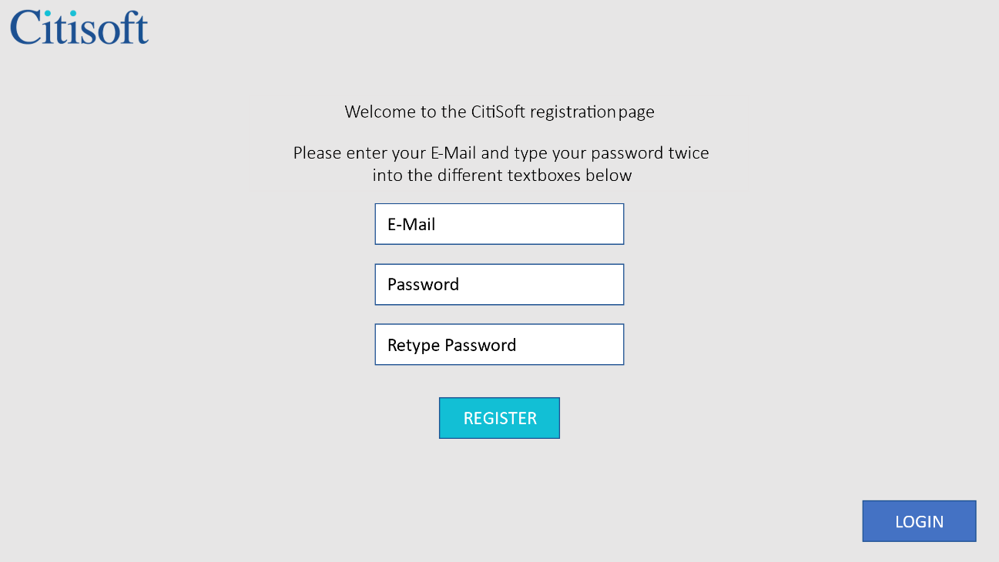 Citisoft
Welcome to the CitiSoft registration page
Please enter your E-Mail and type your password twice
into the different textboxes below
E-Mail
Password
Retype Password
REGISTER
LOGIN